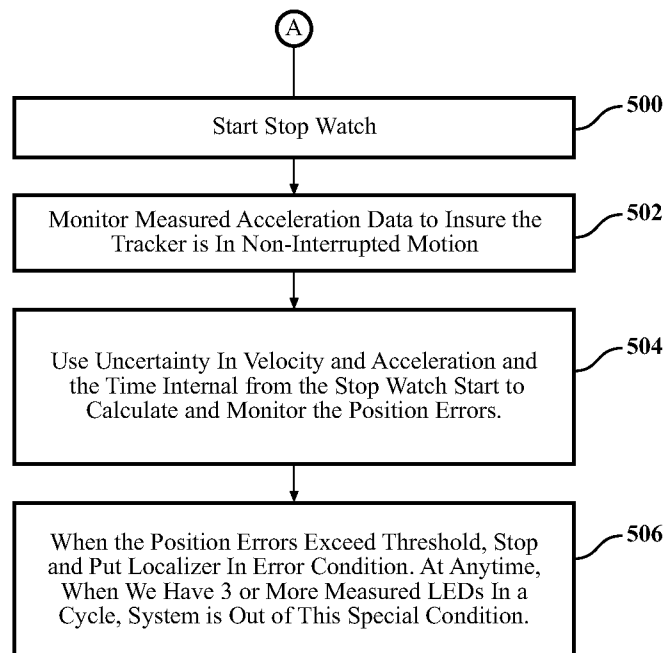 A
Start Stop Watch
500
Monitor Measured Acceleration Data to Insure the
Tracker is In Non-Interrupted Motion
502
Use Uncertainty In Velocity and Acceleration and
the Time Internal from the Stop Watch Start to
Calculate and Monitor the Position Errors.
504
When the Position Errors Exceed Threshold, Stop
and Put Localizer In Error Condition. At Anytime,
When We Have 3 or More Measured LEDs In a
Cycle, System is Out of This Special Condition.
506